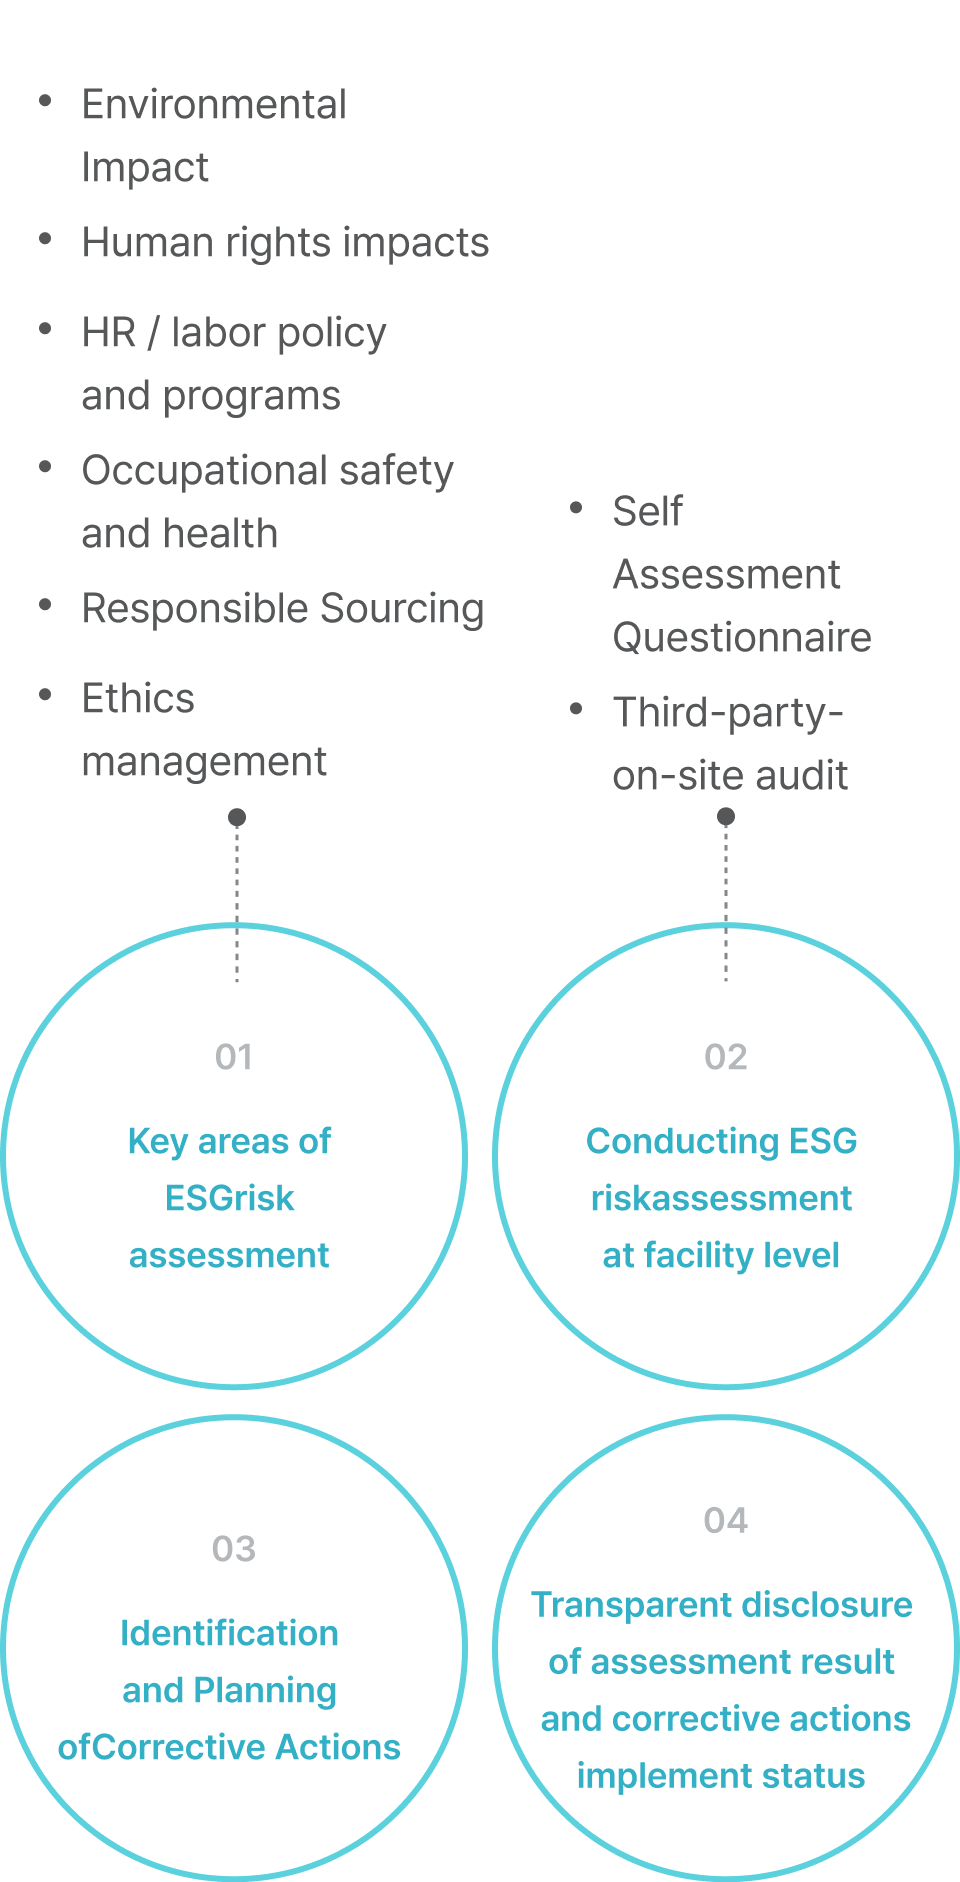 • Environmental
Impact
• Human rights impacts
• HR / labor policy
and programs
• Occupational safety
and health
• Responsible Sourcing
• Ethics
management
• Self
Assessment
Questionnaire
• Third-party-
on-site audit
01
Key areas of
ESGrisk
assessment
02
Conducting ESG
riskassessment
at facility level
03
Identification
and Planning
ofCorrective Actions
04
Transparent disclosure
of assessment result
and corrective actions
implement status